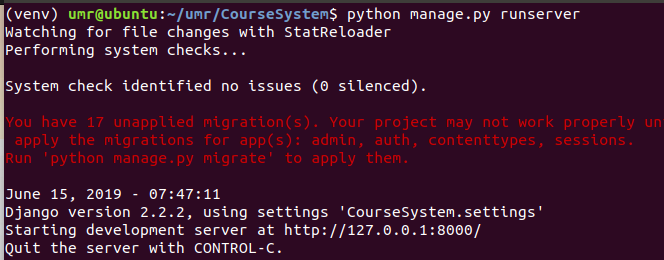 (venv) umr@ubuntu:~/umr/CourseSystem$ python manage.py runserver
Watching for file changes with StatReloader
Performing system checks...
System check identified no issues (0 silenced).
You have 17 unapplied migration(s). Your project may not work properly un
apply the migrations for app(s): admin, auth, contenttypes, sessions.
Run 'python manage.py migrate' to apply them.
June 15, 2019 - 07:47:11
Django version 2.2.2, using settings 'CourseSystem.settings'
Starting development server at http://127.0.0.1:8000/
Quit the server with CONTROL-C.